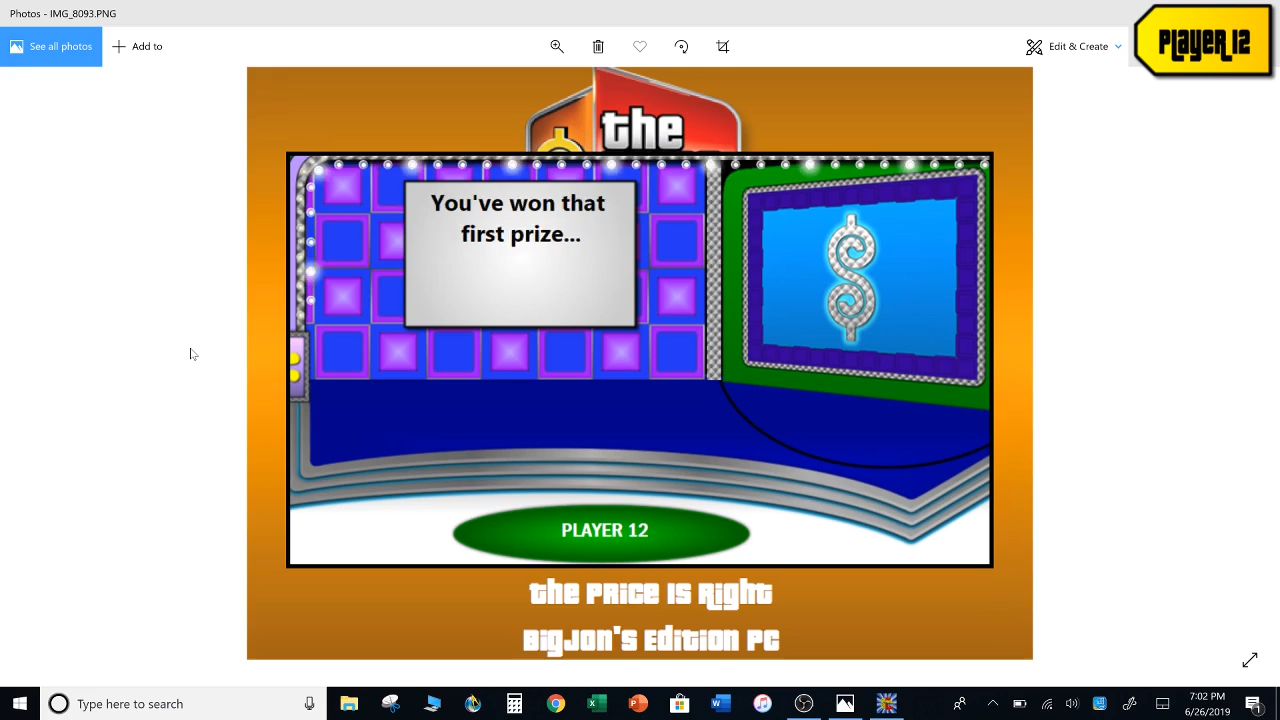 Photos - IMG_8093.PNG
See all photos
Add to
Edit & Create
Player 12
the
You've won that
first prize...
PLAYER 12
the Price is Right
BigJon's Edition PC
Type here to search
7:02 PM
6/26/2019